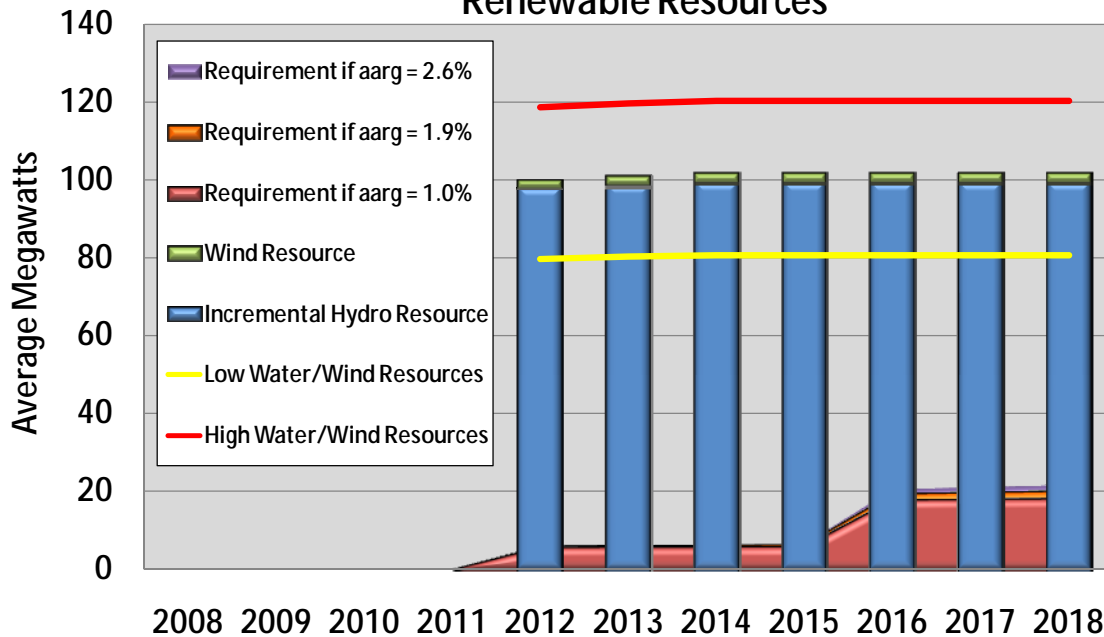 Renewable Resources
140
120
100
80
60
40
20
0
Average Megawatts
Requirement if aarg = 2.6%
Requirement if aarg = 1.9%
Requirement if aarg = 1.0%
Wind Resource
Incremental Hydro Resource
Low Water/Wind Resources
High Water/Wind Resources
2008 2009 2010 2011 2012 2013 2014 2015 2016 2017 2018